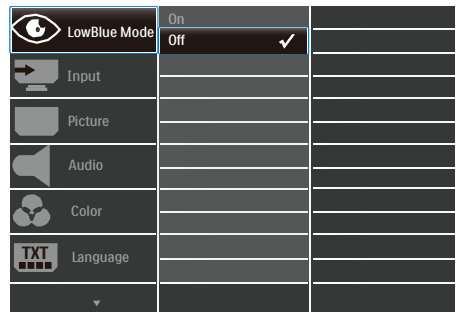 LowBlue Mode
On
Off
Input
Picture
Audio
Color
TXT
Language